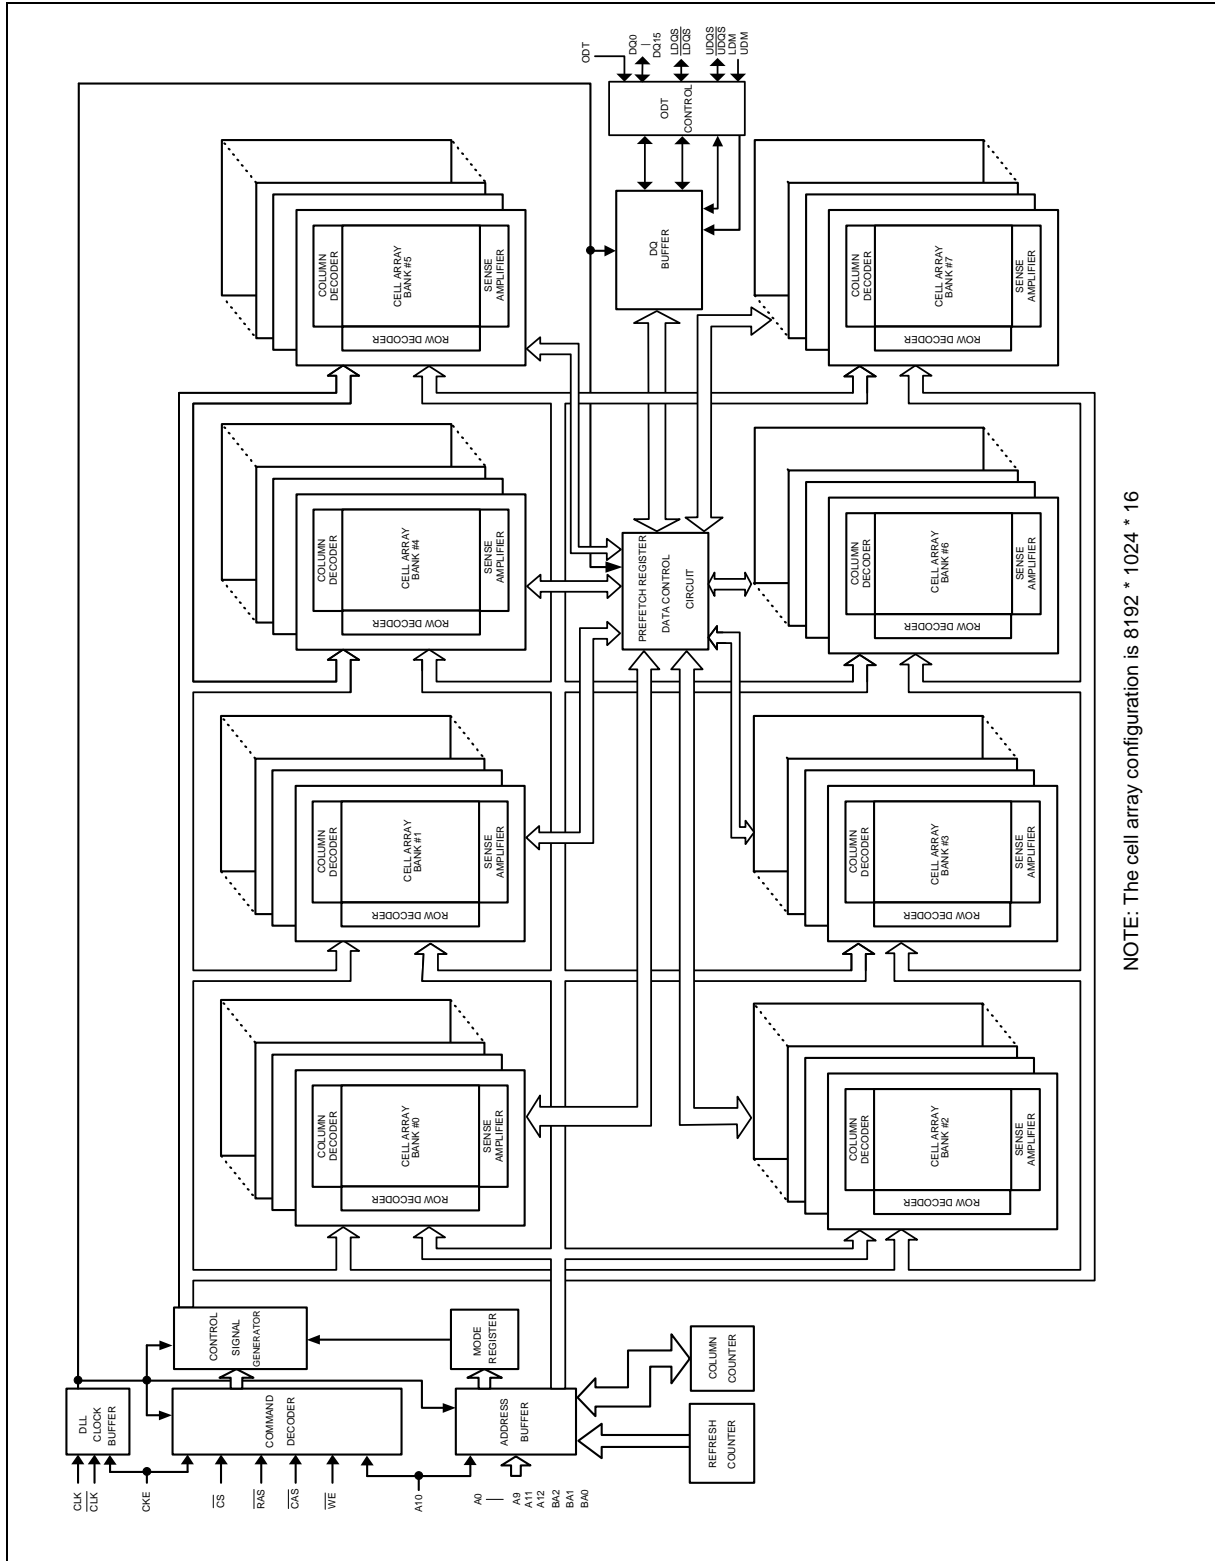 CLK
CLK
CKE
CS
RAS
CAS
WE
A10
A0
A9
A11
A12
BA2
BA1
BA0
DLL
CLOCK
BUFFER
COMMAND
DECODER
ADDRESS
BUFFER
REFRESH
COUNTER
COLUMN
COUNTER
CONTROL
SIGNAL
GENERATOR
MODE
REGISTER
COLUMN
DECODER
CELL ARRAY
BANK #0
SENSE
AMPLIFIER
ROW DECODER
COLUMN
DECODER
CELL ARRAY
BANK #2
SENSE
AMPLIFIER
ROW DECODER
COLUMN
DECODER
CELL ARRAY
BANK #1
SENSE
AMPLIFIER
ROW DECODER
COLUMN
DECODER
CELL ARRAY
BANK #3
SENSE
AMPLIFIER
ROW DECODER
COLUMN
DECODER
CELL ARRAY
BANK #4
SENSE
AMPLIFIER
ROW DECODER
PREFETCH REGISTER
DATA CONTROL
CIRCUIT
COLUMN
DECODER
CELL ARRAY
BANK #6
SENSE
AMPLIFIER
ROW DECODER
COLUMN
DECODER
CELL ARRAY
BANK #5
SENSE
AMPLIFIER
ROW DECODER
DQ
BUFFER
COLUMN
DECODER
CELL ARRAY
BANK #7
SENSE
AMPLIFIER
ROW DECODER
ODT
CONTROL
ODT
DQ0
DQ15
LDQS
LDQS
UDQS
UDQS
LDM
UDM
NOTE: The cell array configuration is 8192 * 1024 * 16